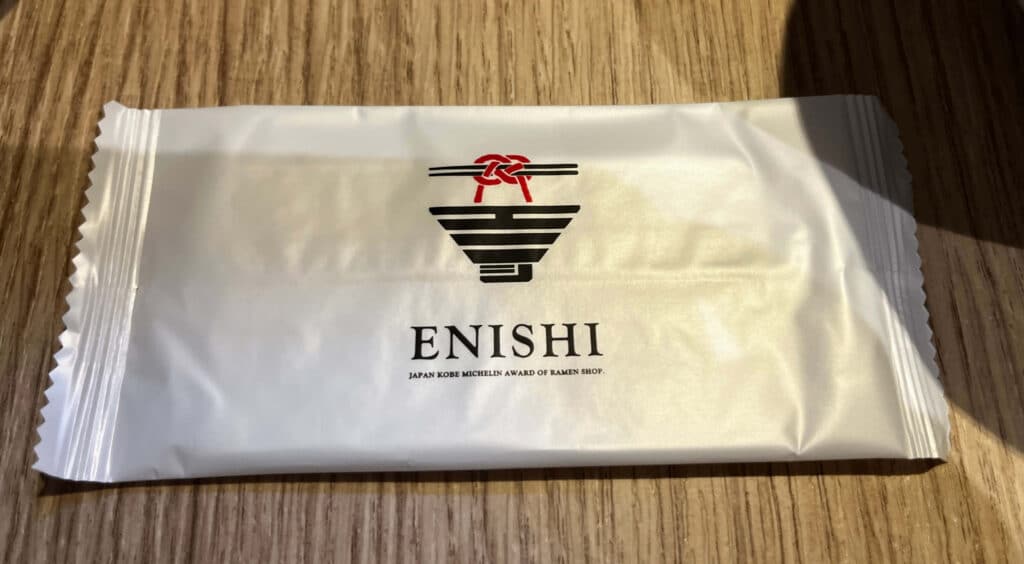 ENISHI
JAPAN KOBE MICHELIN AWARD OF RAMEN SHOP.